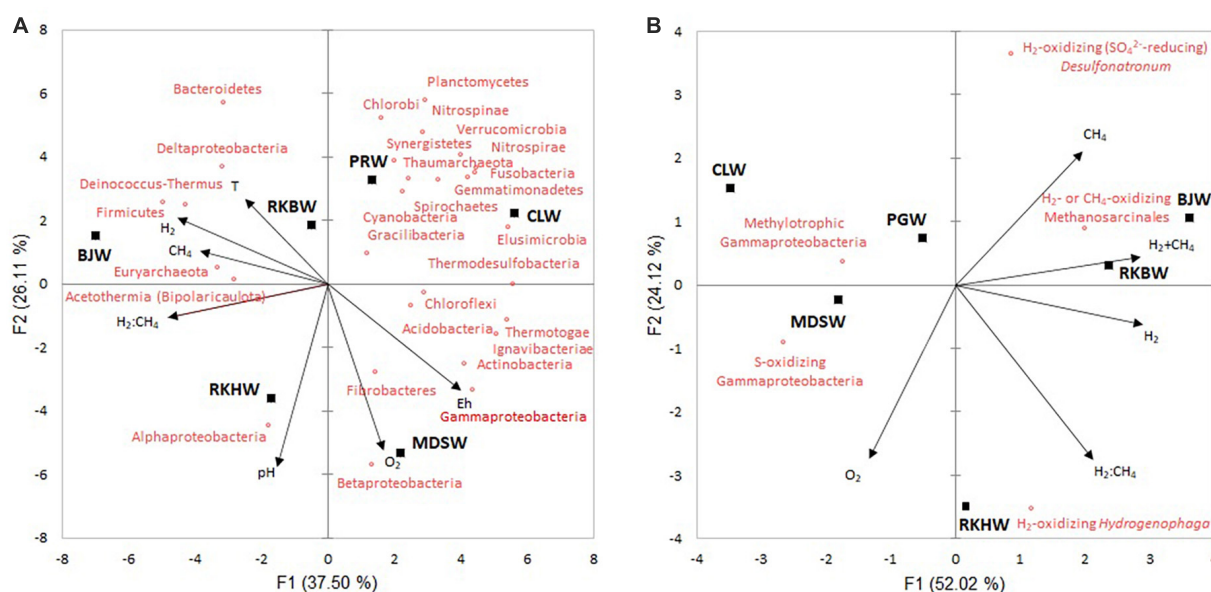 A
8
6
4
2
0
-2
-4
-6
-8
-8
-6
-4
-2
0
2
4
6
8
F2 (26.11 %)
F1 (37.50 %)
Bacteroidetes
Deltaproteobacteria
Deinococcus-Thermus
T
Firmicutes
H2
CH4
BJW
RKBW
Euryarchaeota
Acetothermia (Bipolaricaulota)
H2:CH4
RKHW
Alphaproteobacteria
pH
Planctomycetes
Chlorobi
Nitrospinae
Verrucomicrobia
Synergistetes
Nitrospirae
PRW
Thaumarchaeota
Fusobacteria
Gemmatimonadetes
Spirochaetes
CLW
Cyanobacteria
Gracilibacteria
Elusimicrobia
Thermodesulfobacteria
Chloroflexi
Acidobacteria
Thermotogae
Ignavibacteriae
Actinobacteria
Fibrobacteres
Eh
Gammaproteobacteria
MDSW
O2
Betaproteobacteria
B
4
3
2
1
0
-1
-2
-3
-4
-4
-3
-2
-1
0
1
2
3
F2 (24.12 %)
F1 (52.02 %)
H2-oxidizing (SO4 2--reducing)
Desulfonatronum
CH4
CLW
H2- or CH4-oxidizing
Methanosarcinales
BJW
Methylotrophic
Gammaproteobacteria
PGW
H2+CH4
RKBW
MDSW
H2
S-oxidizing
Gammaproteobacteria
O2
H2:CH4
RKHW
H2-oxidizing Hydrogenophaga